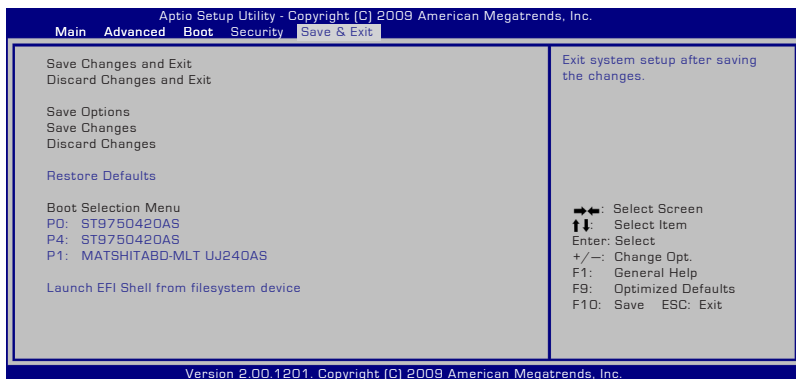 Aptio Setup Utility - Copyright (C) 2009 American Megatrends, Inc.
Main Advanced Boot Security Save & Exit
Save Changes and Exit
Discard Changes and Exit
Save Options
Save Changes
Discard Changes
Restore Defaults
Boot Selection Menu
P0: ST9750420AS
P4: ST9750420AS
P1: MATSHITABD-MLT UJ240AS
Launch EFI Shell from filesystem device
Exit system setup after saving
the changes.
→←: Select Screen
↑↓: Select Item
Enter: Select
+/—: Change Opt.
F1: General Help
F9: Optimized Defaults
F10: Save ESC: Exit
Version 2.00.1201. Copyright (C) 2009 American Megatrends, Inc.